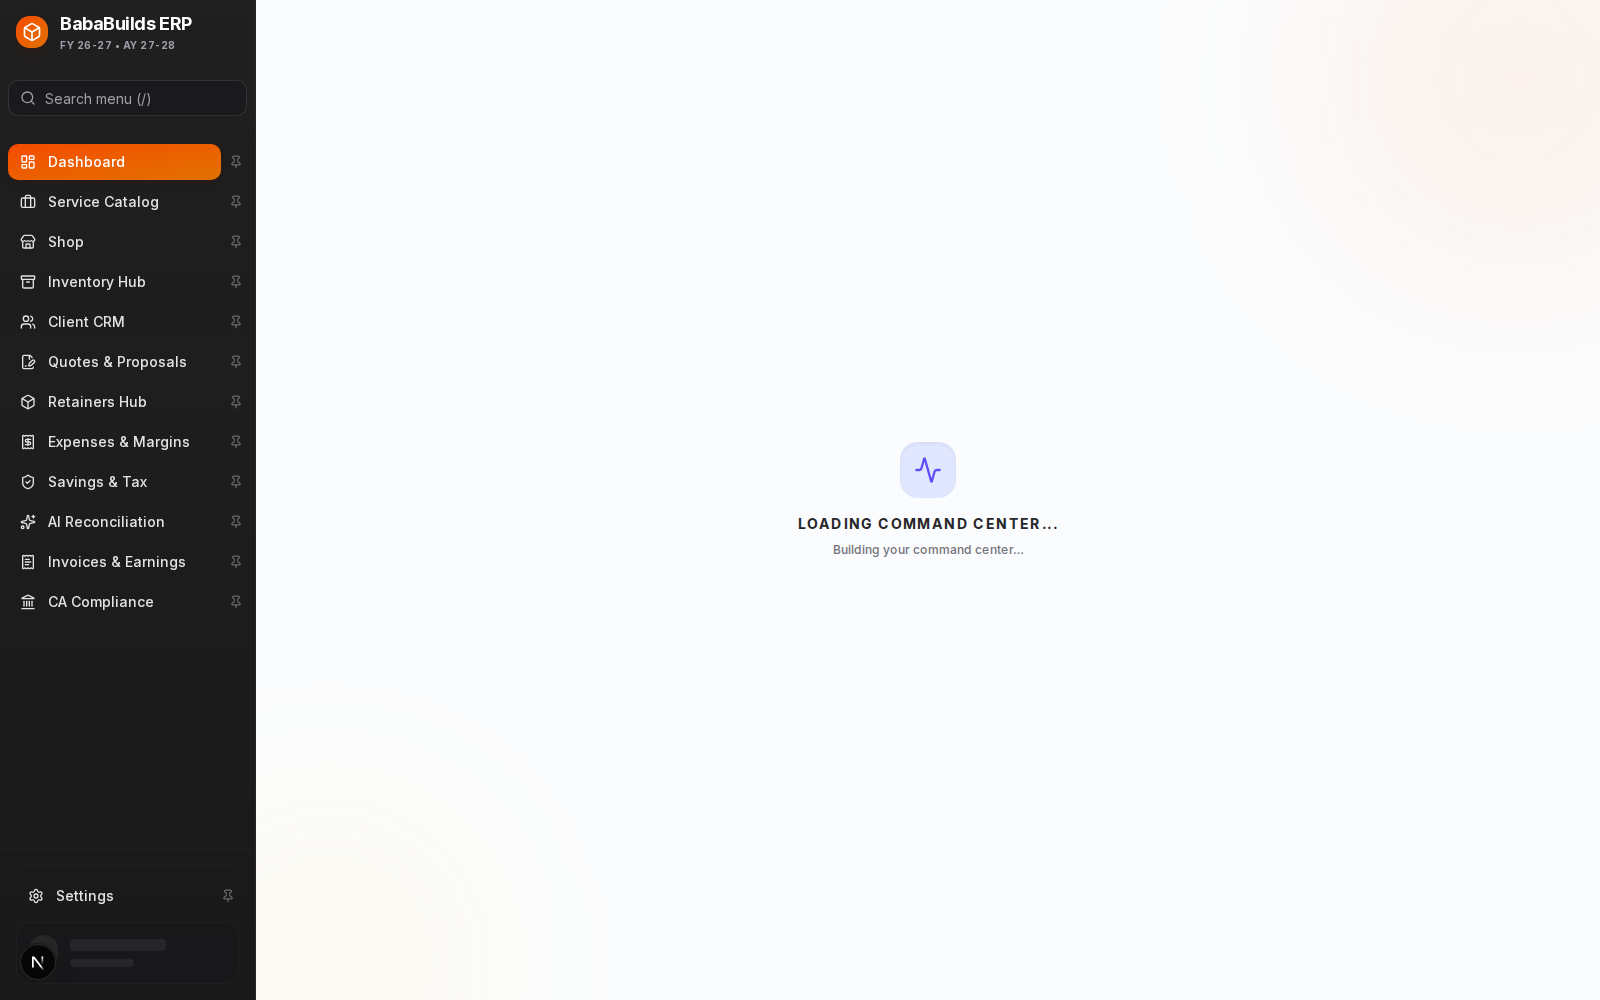 BabaBuilds ERP
FY 26-27 • AY 27-28
Search menu (/)
Dashboard
Service Catalog
Shop
Inventory Hub
Client CRM
Quotes & Proposals
Retainers Hub
Expenses & Margins
Savings & Tax
AI Reconciliation
Invoices & Earnings
CA Compliance
Settings
N
LOADING COMMAND CENTER...
Building your command center...